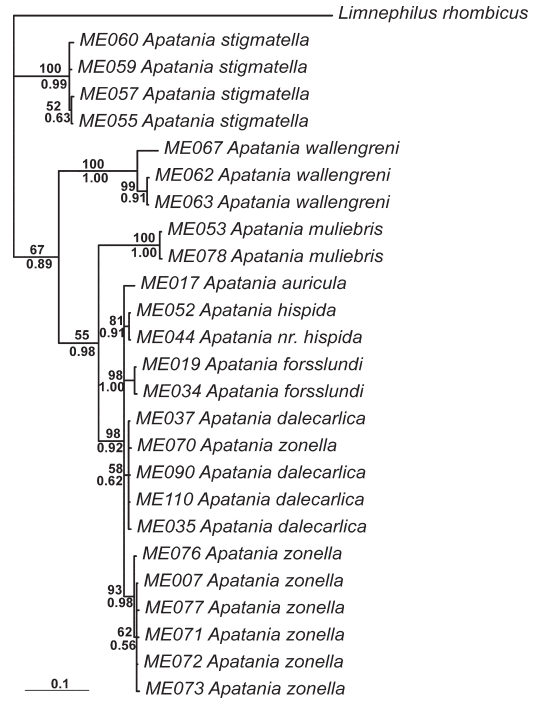 Limnephilus rhombicus
ME060 Apatania stigmatella
100 ME059 Apatania stigmatella
0.99
52 ME057 Apatania stigmatella
0.63 ME055 Apatania stigmatella
ME067 Apatania wallengreni
100
1.00 ME062 Apatania wallengreni
99
0.91 ME063 Apatania wallengreni
ME053 Apatania muliebris
100
1.00 ME078 Apatania muliebris
67
0.89
ME017 Apatania auricula
ME052 Apatania hispida
81
0.91 ME044 Apatania nr. hispida
55
0.98
ME019 Apatania forsslundi
98
1.00 ME034 Apatania forsslundi
ME037 Apatania dalecarlica
98
0.92 ME070 Apatania zonella
58 ME090 Apatania dalecarlica
0.62
ME110 Apatania dalecarlica
ME035 Apatania dalecarlica
ME076 Apatania zonella
93 ME007 Apatania zonella
0.98
ME077 Apatania zonella
62 ME071 Apatania zonella
0.56
ME072 Apatania zonella
0.1 ME073 Apatania zonella